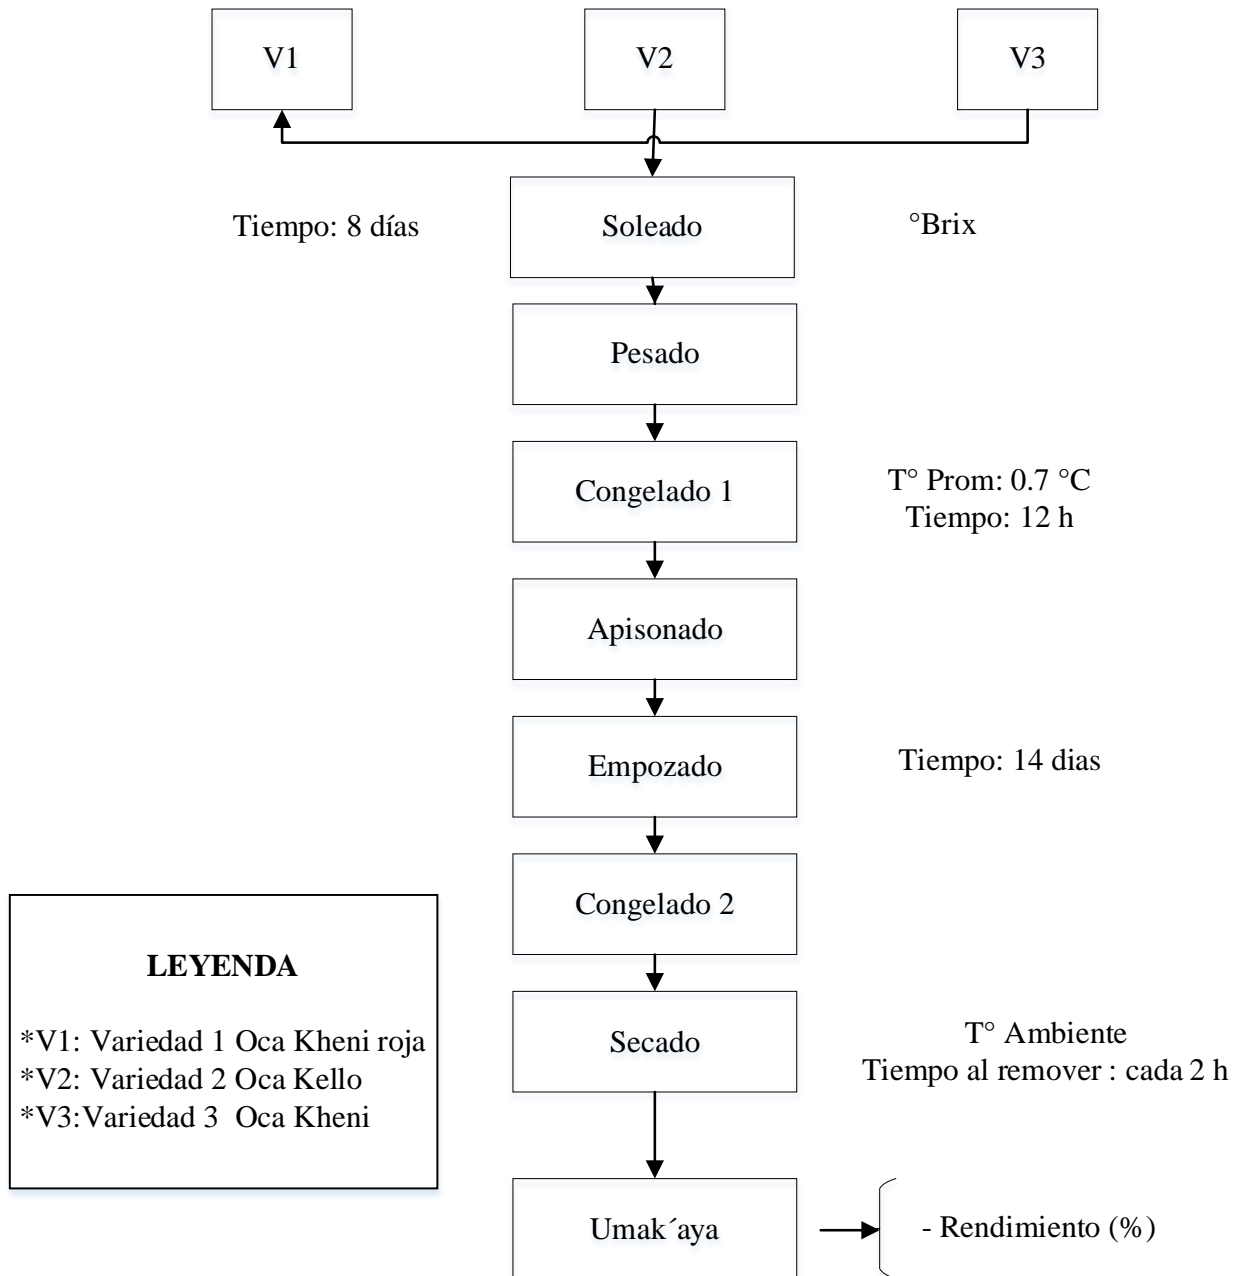 V1
V2
V3
Tiempo: 8 días
Soleado
°Brix
Pesado
Congelado 1
T° Prom: 0.7 °C
Tiempo: 12 h
Apisonado
Empozado
Tiempo: 14 dias
Congelado 2
LEYENDA
*V1: Variedad 1 Oca Kheni roja
*V2: Variedad 2 Oca Kello
*V3:Variedad 3 Oca Kheni
Secado
T° Ambiente
Tiempo al remover : cada 2 h
Umak´aya
- Rendimiento (%)